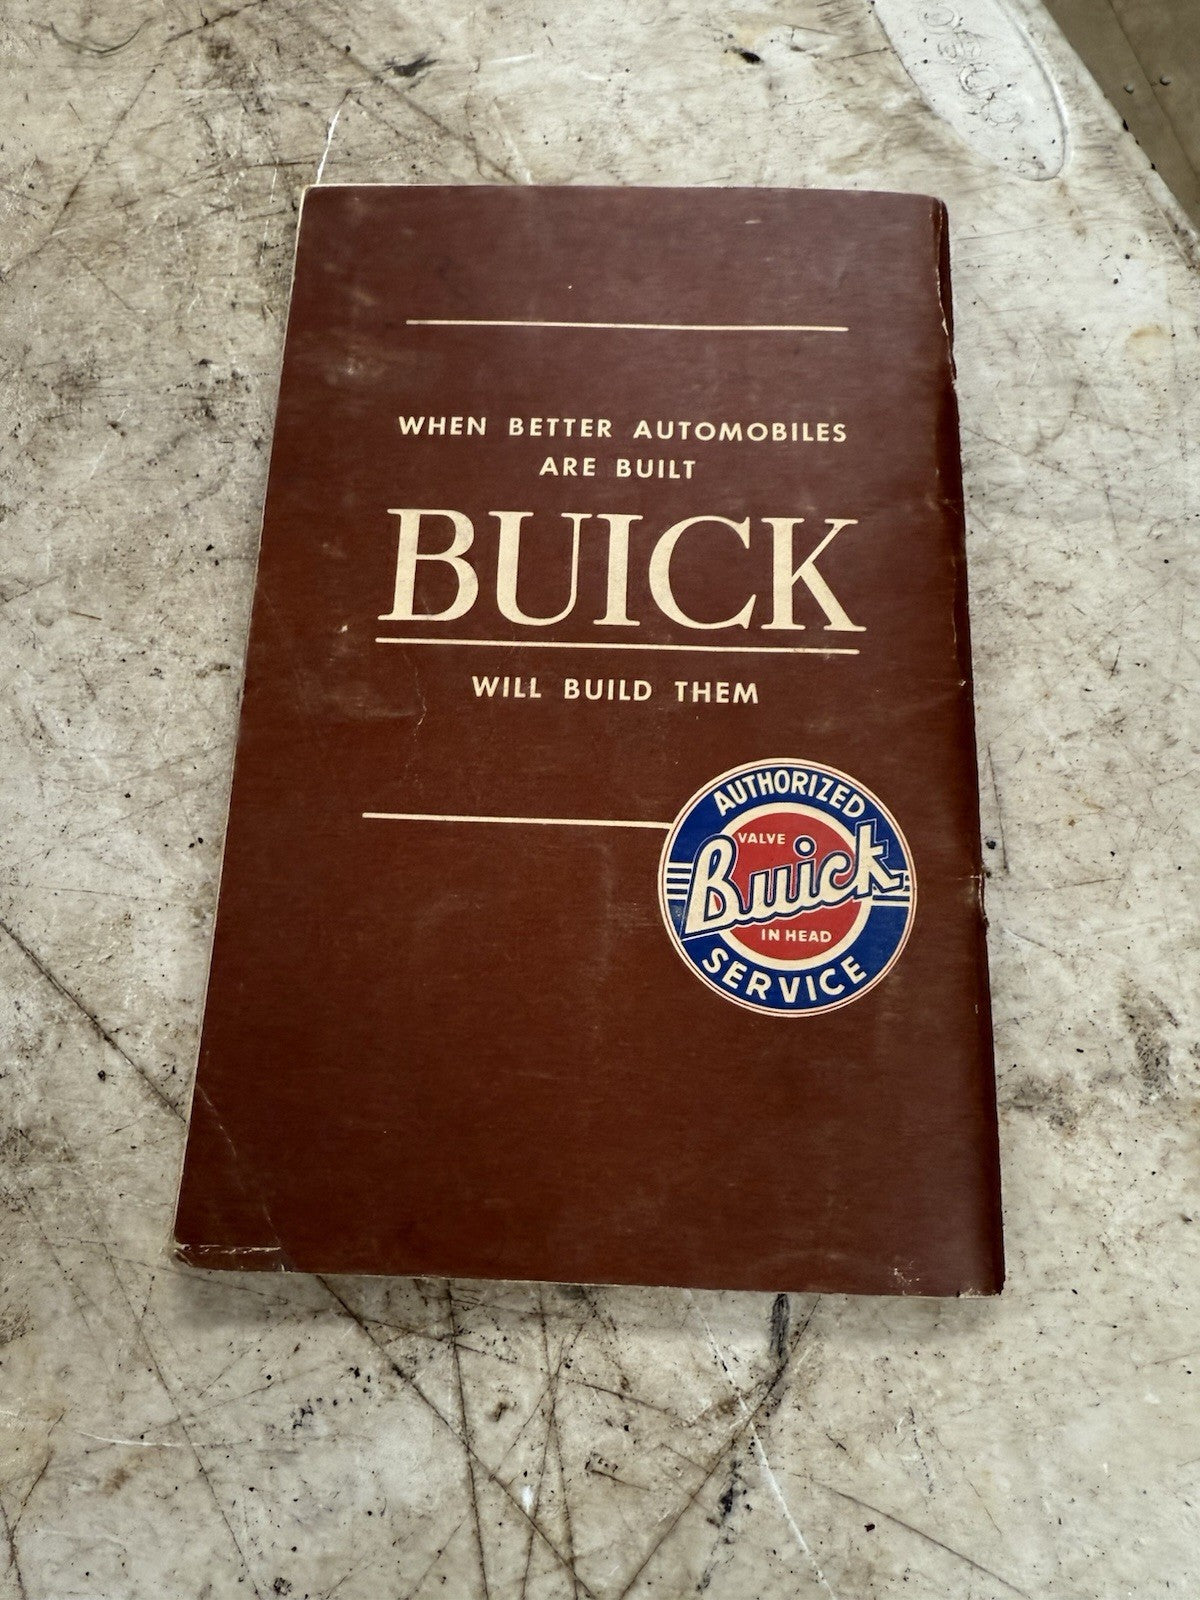 WHEN BETTER AUTOMOBILES
ARE BUILT
BUICK
WILL BUILD THEM
AUTHORIZED
VALVE
Buick
IN HEAD
SERVICE